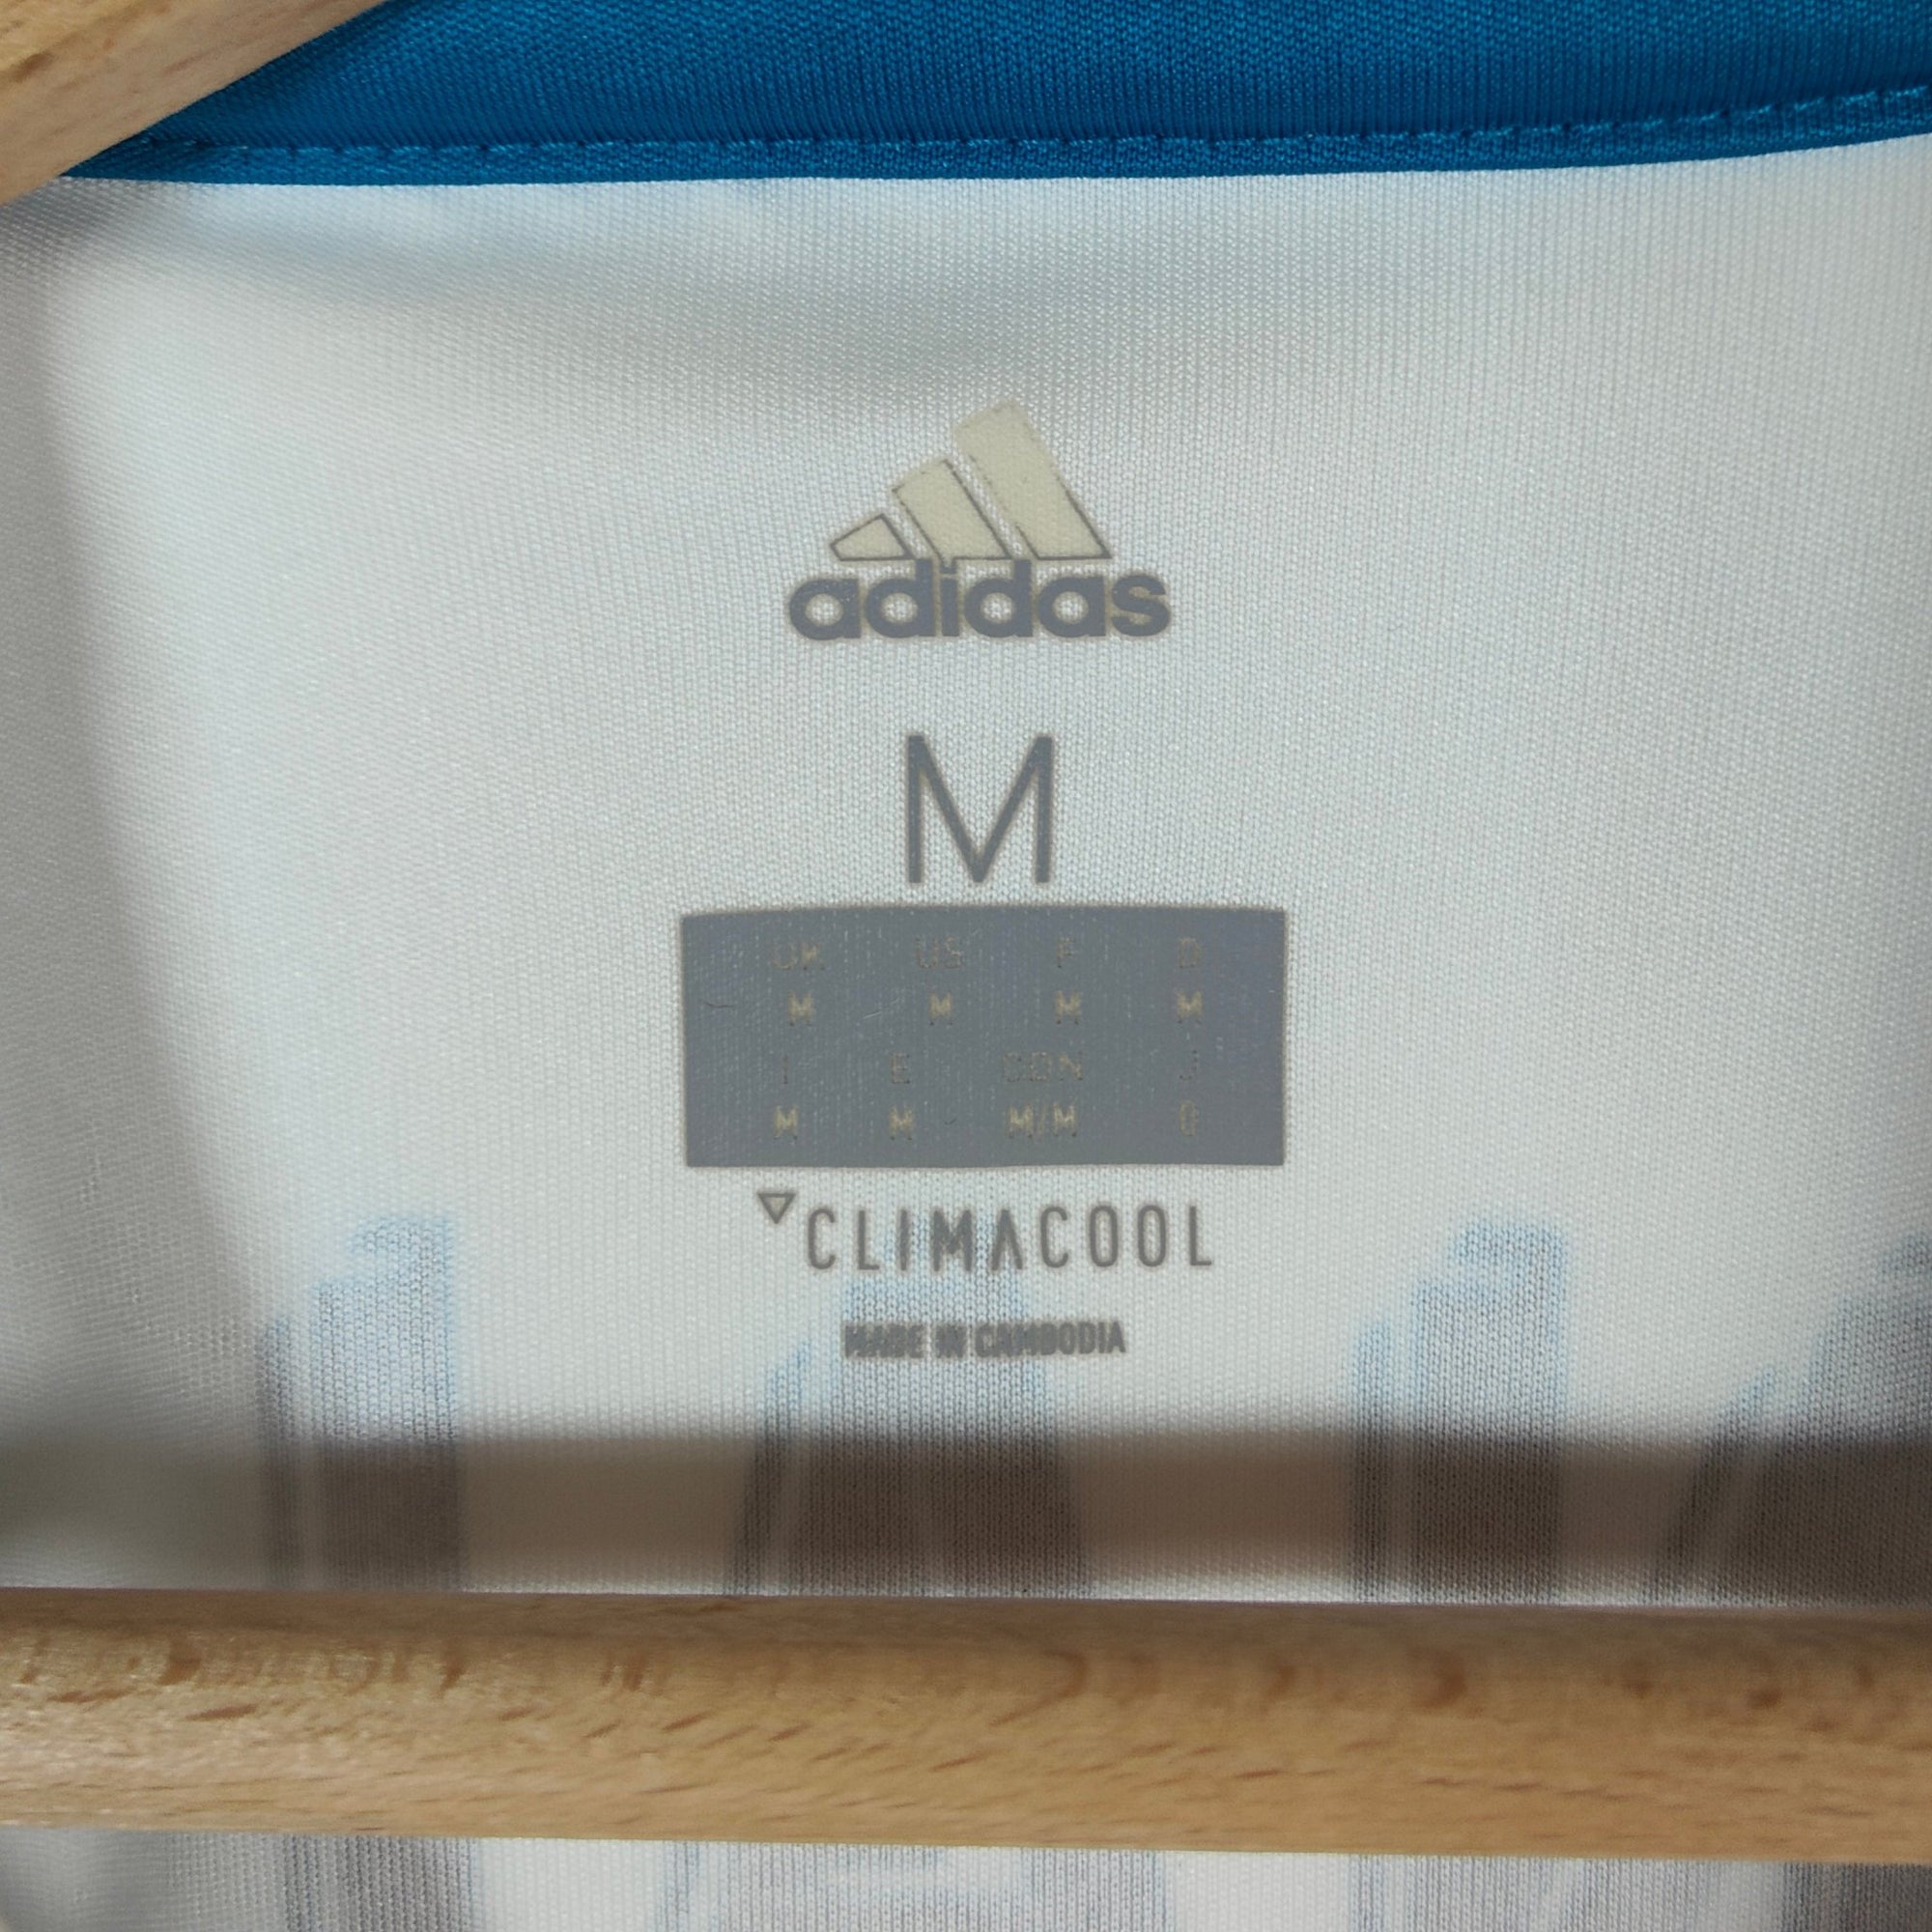 adidas
M
UK US F D
M M M M
I E CDN J
M M M/M O
CLIMACOOL
MADE IN CAMBODIA